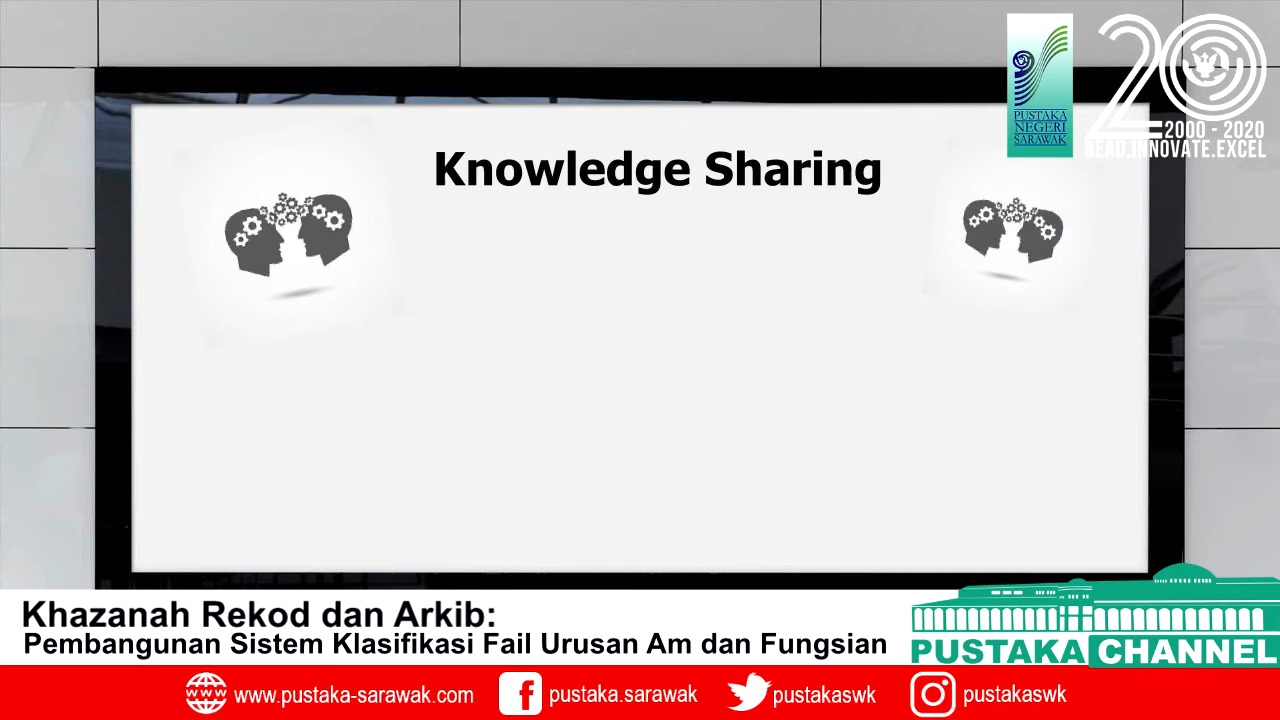 PUSTAKA
NEGERI
SARAWAK
20
2000 - 2020
READ.INNOVATE.EXCEL
Knowledge Sharing
Khazanah Rekod dan Arkib:
Pembangunan Sistem Klasifikasi Fail Urusan Am dan Fungsian
PUSTAKA CHANNEL
www.pustaka-sarawak.com
pustaka.sarawak
pustakaswk
pustakaswk